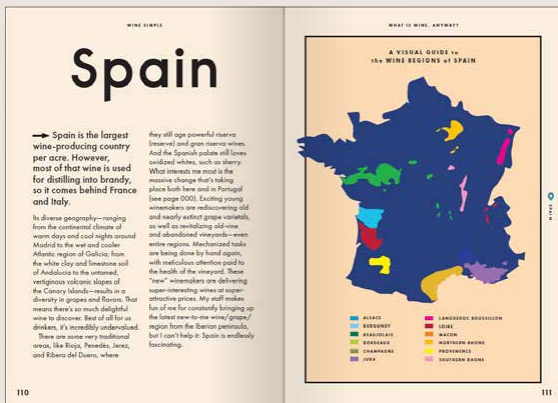 WINE SIMPLE
Spain
Spain is the largest
wine-producing country
per acre. However,
most of that wine is used
for distilling into brandy,
so it comes behind France
and Italy.
Its diverse geography—ranging
from the continental climate of
warm days and cool nights around
Madrid to the wet and cooler
Atlantic region of Galicia; from
the white clay and limestone soil
of Andalucia to the untamed,
vertiginous volcanic slopes of
the Canary Islands—results in a
diversity in grapes and flavors. That
means there's so much delightful
wine to discover. Best of all for us
drinkers, it's incredibly undervalued.
There are some very traditional
areas, like Rioja, Penedès, Jerez,
and Ribera del Duero, where
they still age powerful riserva
(reserve) and gran riserva wines.
And the Spanish palate still loves
oxidized whites, such as sherry.
What interests me most is the
massive change that's taking
place both here and in Portugal
(see page 000). Exciting young
winemakers are rediscovering old
and nearly extinct grape varietals,
as well as revitalizing old-vine
and abandoned vineyards—even
entire regions. Mechanized tasks
are being done by hand again,
with meticulous attention paid to
the health of the vineyard. These
"new" winemakers are delivering
super-interesting wines at super-
attractive prices. My staff makes
fun of me for constantly bringing up
the latest new-to-me wine/grape/
region from the Iberian peninsula,
but I can't help it: Spain is endlessly
fascinating.
110
WHAT IS WINE, ANYWAY?
A VISUAL GUIDE to
the WINE REGIONS of SPAIN
ALSACE
BURGUNDY
BEAUJOLAIS
BORDEAUX
CHAMPAGNE
JURA
LANGUEDOC ROUSSILLON
LOIRE
MACON
NORTHERN RHONE
PROVENENCE
SOUTHERN RHONE
111